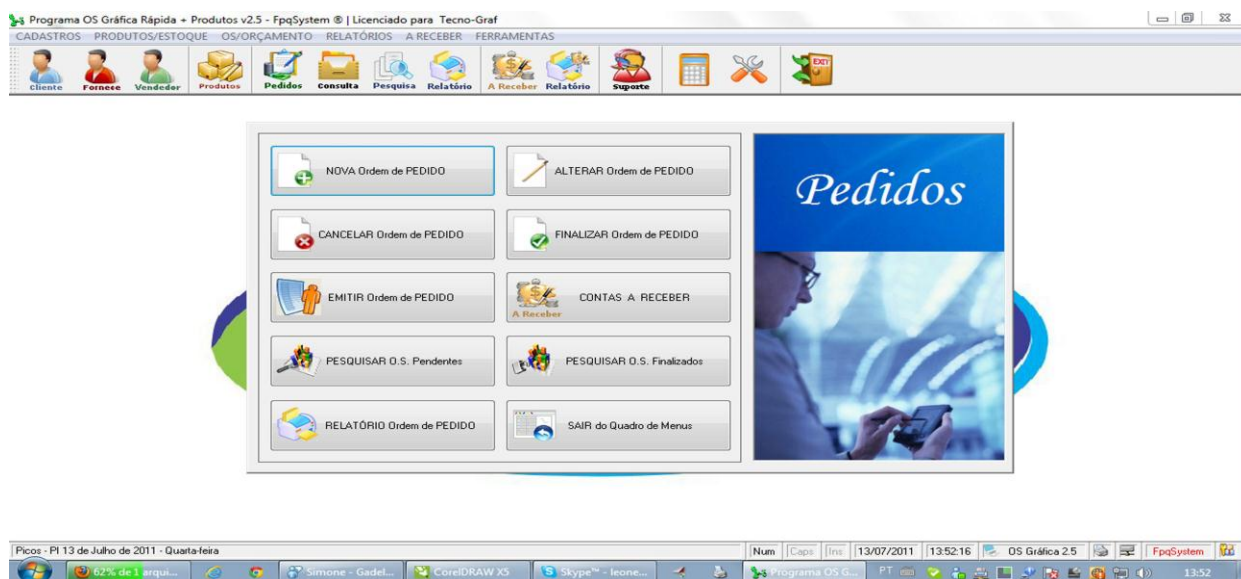 Programa OS Gráfica Rápida + Produtos v2.5 - FpqSystem ® | Licenciado para Tecno-Graf
CADASTROS PRODUTOS/ESTOQUE OS/ORÇAMENTO RELATÓRIOS A RECEBER FERRAMENTAS
EXIT
Cliente Fornece Vendedor Produtos Pedidos Consulta Pesquisa Relatório A Receber Relatório Suporte
NOVA Ordem de PEDIDO
ALTERAR Ordem de PEDIDO
CANCELAR Ordem de PEDIDO
FINALIZAR Ordem de PEDIDO
EMITIR Ordem de PEDIDO
CONTAS A RECEBER
A Receber
PESQUISAR O.S. Pendentes
PESQUISAR O.S. Finalizados
RELATÓRIO Ordem de PEDIDO
SAIR do Quadro de Menus
Pedidos
Picos - PI 13 de Julho de 2011 - Quarta-feira
Num Caps Ins 13/07/2011 13:52:16 OS Gráfica 2.5 FpqSystem
62% de 1 arqui... Simone - Gadel... CorelDRAW X5 Skype™ - leone... Programa OS G... PT 13:52